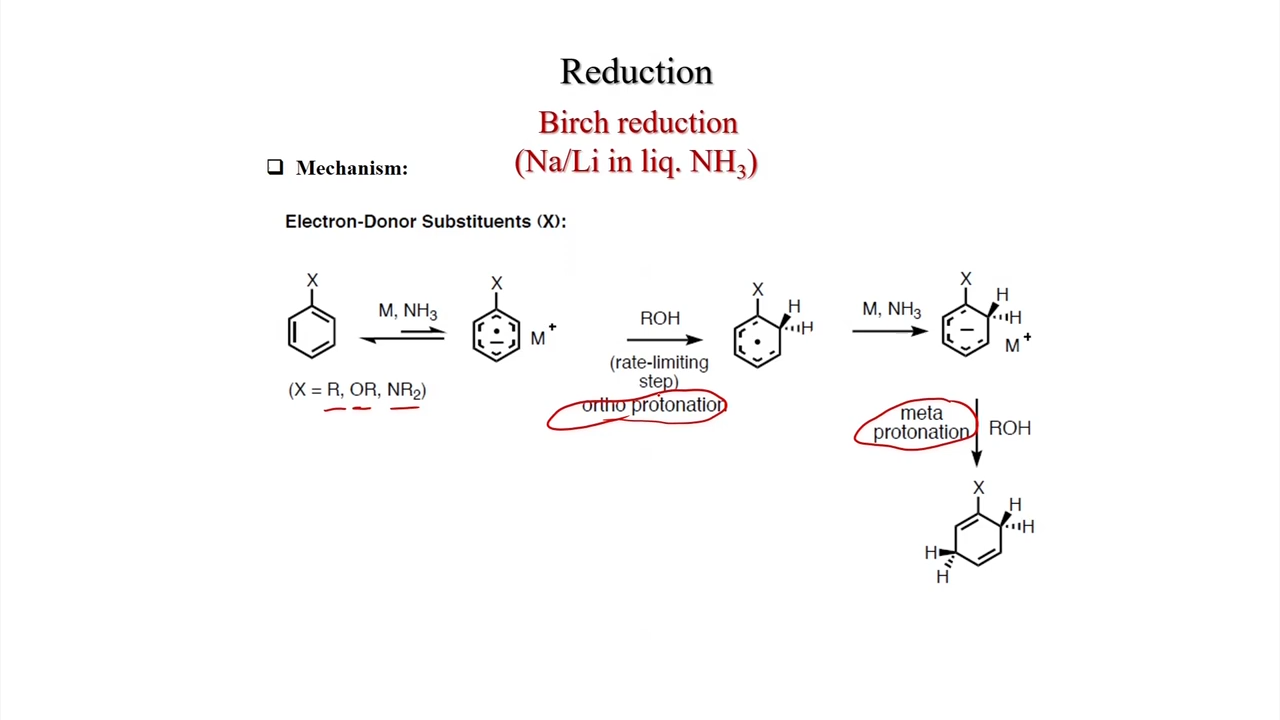 Reduction
Birch reduction
(Na/Li in liq. NH₃)
❑ Mechanism:
Electron-Donor Substituents (X):
X
M, NH₃
(X = R, OR, NR₂)
X
M⁺
ROH
(rate-limiting
step)
ortho protonation
X
H
H
M, NH₃
X
H
H
M⁺
meta
protonation
ROH
X
H
H
H
H